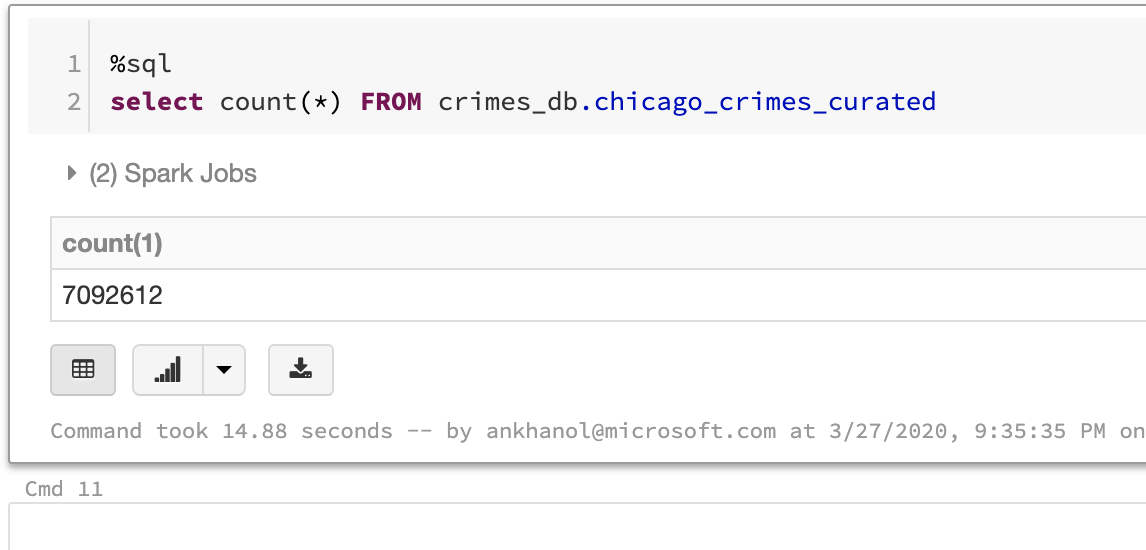 1 %sql
2 select count(*) FROM crimes_db.chicago_crimes_curated
(2) Spark Jobs
count(1)
7092612
Command took 14.88 seconds -- by ankhanol@microsoft.com at 3/27/2020, 9:35:35 PM on
Cmd 11